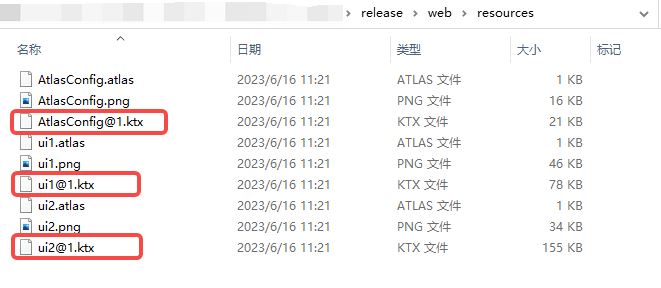 release › web › resources
名称 日期 类型 大小 标记
AtlasConfig.atlas 2023/6/16 11:21 ATLAS 文件 1 KB
AtlasConfig.png 2023/6/16 11:21 PNG 文件 16 KB
AtlasConfig@1.ktx 2023/6/16 11:21 KTX 文件 21 KB
ui1.atlas 2023/6/16 11:21 ATLAS 文件 1 KB
ui1.png 2023/6/16 11:21 PNG 文件 46 KB
ui1@1.ktx 2023/6/16 11:21 KTX 文件 78 KB
ui2.atlas 2023/6/16 11:21 ATLAS 文件 1 KB
ui2.png 2023/6/16 11:21 PNG 文件 34 KB
ui2@1.ktx 2023/6/16 11:21 KTX 文件 155 KB